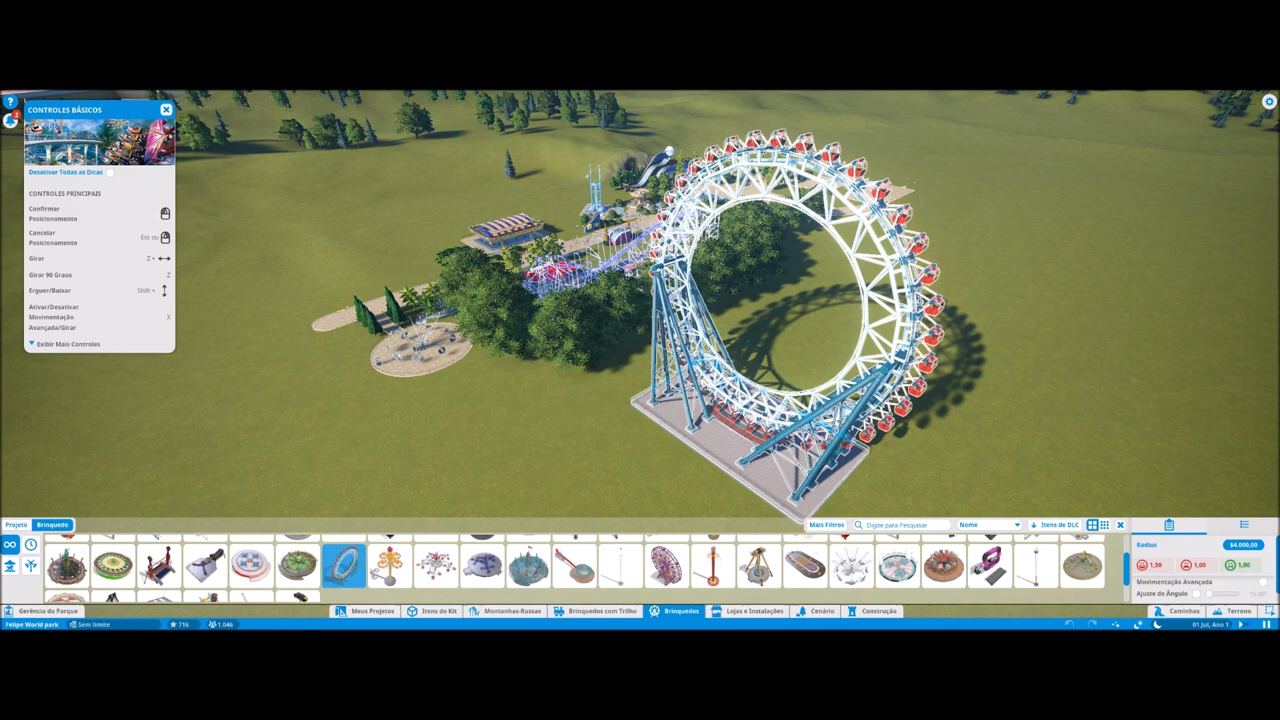 ?
2
CONTROLES BÁSICOS
Desativar Todas as Dicas
CONTROLES PRINCIPAIS
Confirmar
Posicionamento
Cancelar
Posicionamento
Esc ou
Girar
Z +
Girar 90 Graus
Z
Erguer/Baixar
Shift +
Ativar/Desativar
Movimentação
Avançada/Girar
X
Exibir Mais Controles
Projeto
Brinquedo
Mais Filtros
Digite para Pesquisar
Nome
Itens de DLC
Radius
$4.000,00
1,50
1,00
1,00
Movimentação Avançada
Ajuste de Ângulo
15,00°
Gerência do Parque
Meus Projetos
Itens do Kit
Montanhas-Russas
Brinquedos com Trilho
Brinquedos
Lojas e Instalações
Cenário
Construção
Caminhos
Terreno
Felipe World park
Sem limite
716
1.046
01 Jul, Ano 1